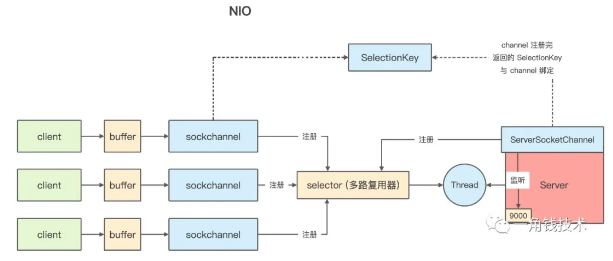 NIO
channel 注册完
返回的 SelectionKey
与 channel 绑定
SelectionKey
client
buffer
sockchannel
注册
注册
ServerSocketChannel
client
buffer
sockchannel
注册
selector (多路复用器)
Thread
监听
Server
9000
client
buffer
sockchannel
注册
一角钱技术